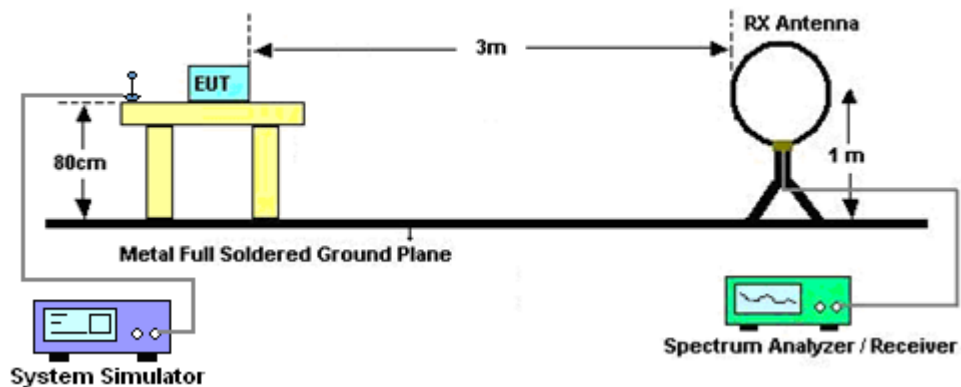 RX Antenna
3m
EUT
80cm
1 m
Metal Full Soldered Ground Plane
Spectrum Analyzer / Receiver
System Simulator